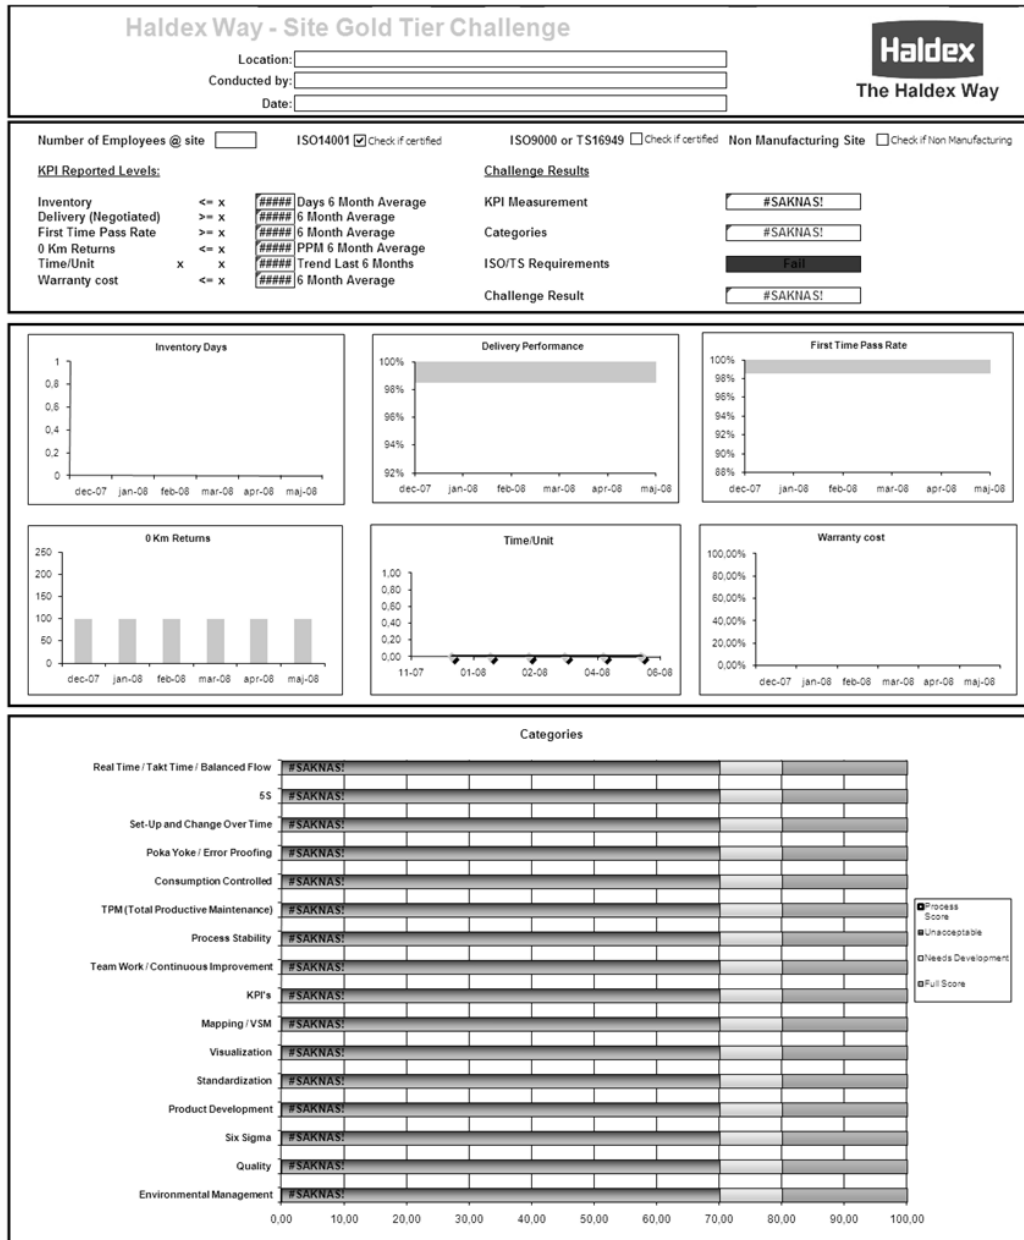 Haldex Way - Site Gold Tier Challenge
Haldex
The Haldex Way
Location:
Conducted by:
Date:
Number of Employees @ site ISO14001 Check if certified ISO9000 or TS16949 Check if certified Non Manufacturing Site Check if Non Manufacturing
KPI Reported Levels:
Inventory <= x ##### Days 6 Month Average
Delivery (Negotiated) >= x ##### 6 Month Average
First Time Pass Rate >= x ##### 6 Month Average
0 Km Returns <= x ##### PPM 6 Month Average
Time/Unit x x ##### Trend Last 6 Months
Warranty cost <= x ##### 6 Month Average
Challenge Results
KPI Measurement #SAKNAS!
Categories #SAKNAS!
ISO/TS Requirements Fail
Challenge Result #SAKNAS!
Inventory Days
1
0,8
0,6
0,4
0,2
0
dec-07 jan-08 feb-08 mar-08 apr-08 maj-08
Delivery Performance
100%
98%
96%
94%
92%
dec-07 jan-08 feb-08 mar-08 apr-08 maj-08
First Time Pass Rate
100%
98%
96%
94%
92%
90%
88%
dec-07 jan-08 feb-08 mar-08 apr-08 maj-08
0 Km Returns
250
200
150
100
50
0
dec-07 jan-08 feb-08 mar-08 apr-08 maj-08
Time/Unit
1,00
0,80
0,60
0,40
0,20
0,00
11-07 01-08 02-08 04-08 06-08
Warranty cost
100,00%
80,00%
60,00%
40,00%
20,00%
0,00%
dec-07 jan-08 feb-08 mar-08 apr-08 maj-08
Categories
Real Time / Takt Time / Balanced Flow #SAKNAS!
5S #SAKNAS!
Set-Up and Change Over Time #SAKNAS!
Poka Yoke / Error Proofing #SAKNAS!
Consumption Controlled #SAKNAS!
TPM (Total Productive Maintenance) #SAKNAS!
Process Stability #SAKNAS!
Team Work / Continuous Improvement #SAKNAS!
KPI's #SAKNAS!
Mapping / VSM #SAKNAS!
Visualization #SAKNAS!
Standardization #SAKNAS!
Product Development #SAKNAS!
Six Sigma #SAKNAS!
Quality #SAKNAS!
Environmental Management #SAKNAS!
0,00 10,00 20,00 30,00 40,00 50,00 60,00 70,00 80,00 90,00 100,00
Process
Score
Unacceptable
Needs Development
Full Score